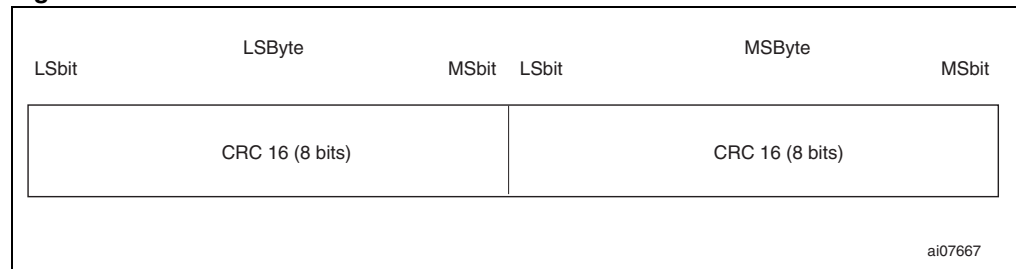 LSByte MSByte
LSbit MSbit LSbit MSbit
CRC 16 (8 bits) CRC 16 (8 bits)
ai07667